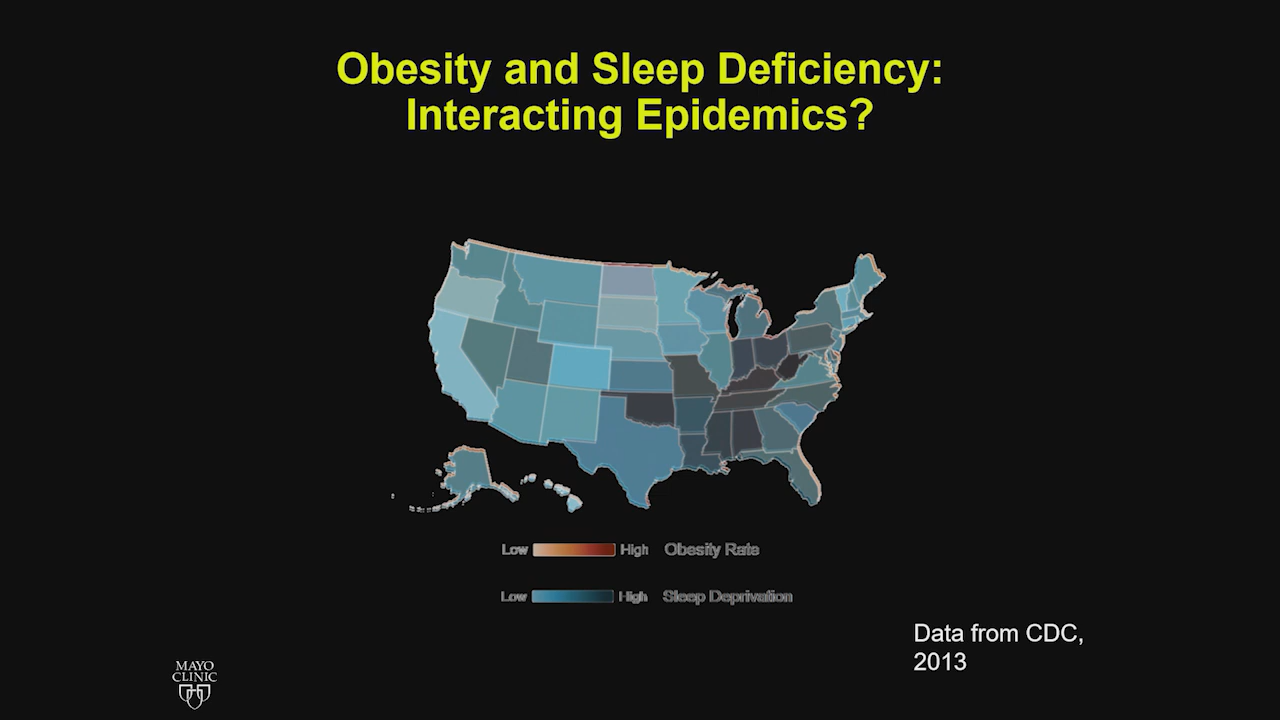 Obesity and Sleep Deficiency:
Interacting Epidemics?
Low High Obesity Rate
Low High Sleep Deprivation
Data from CDC,
2013
MAYO
CLINIC